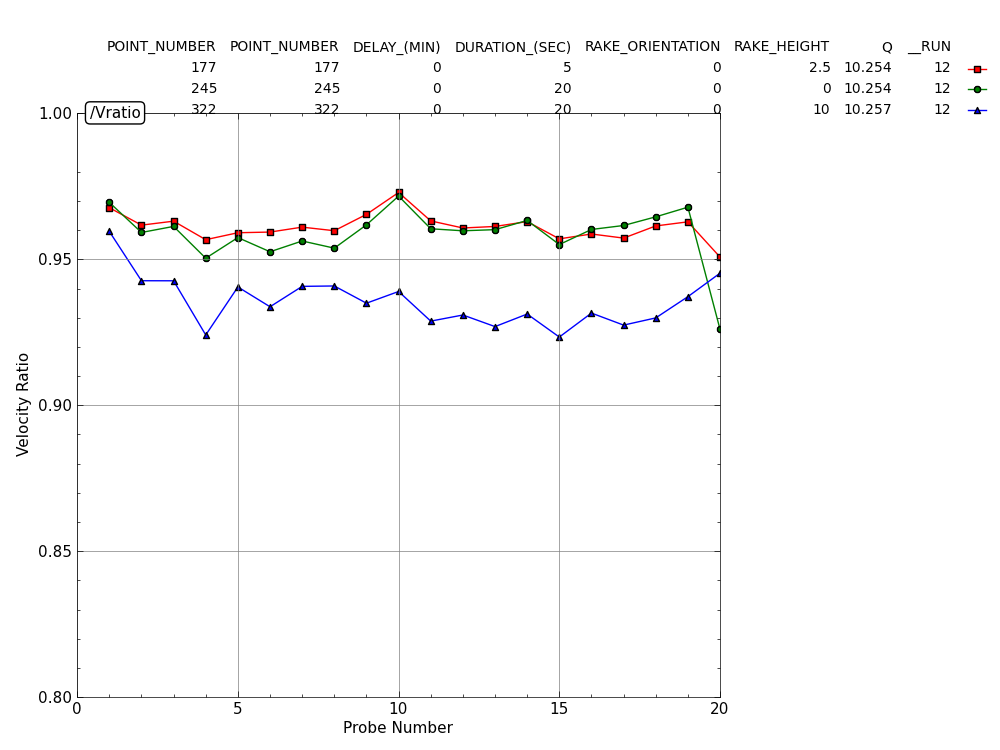 POINT_NUMBER POINT_NUMBER DELAY_(MIN) DURATION_(SEC) RAKE_ORIENTATION RAKE_HEIGHT Q __RUN
177 177 0 5 0 2.5 10.254 12
245 245 0 20 0 0 10.254 12
322 322 0 20 0 10 10.257 12
/Vratio
1.00
0.95
0.90
0.85
0.80
Velocity Ratio
0 5 10 15 20
Probe Number